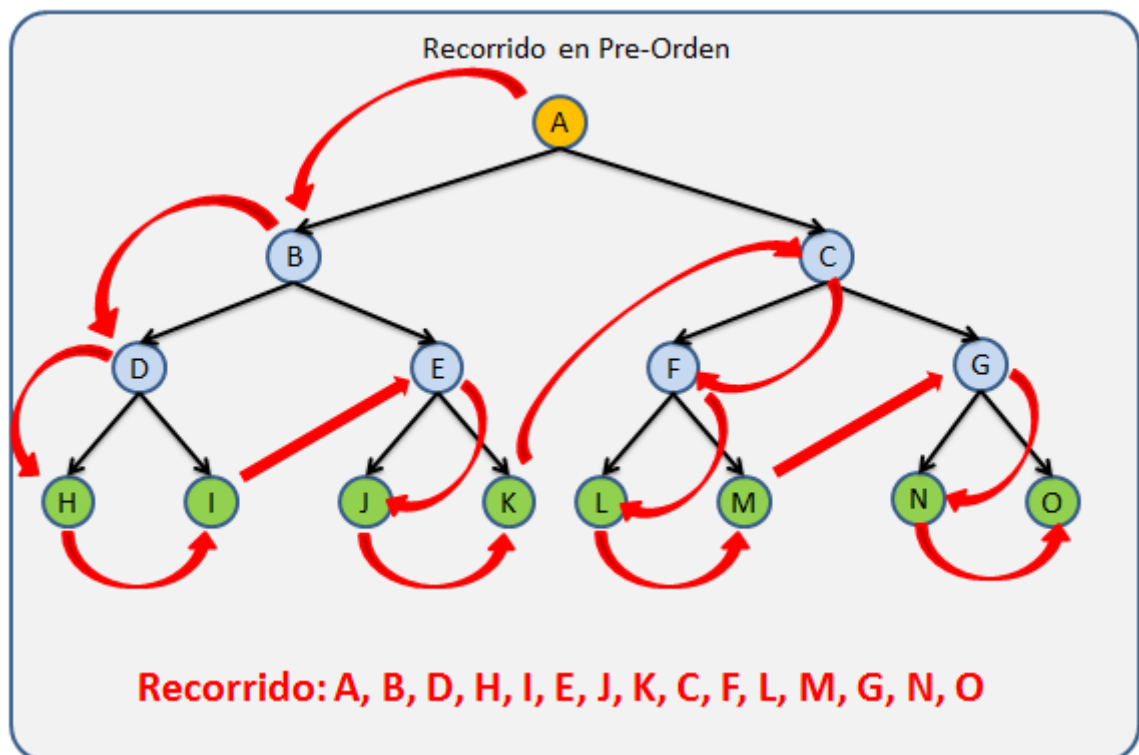 Recorrido en Pre-Orden
A
B
C
D
E
F
G
H
I
J
K
L
M
N
O
Recorrido: A, B, D, H, I, E, J, K, C, F, L, M, G, N, O